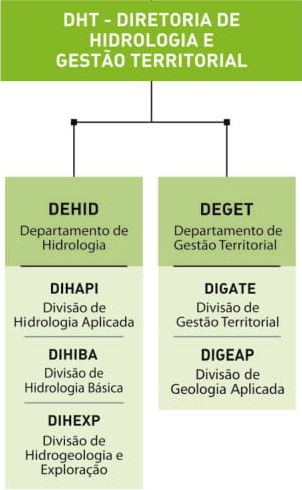 DHT - DIRETORIA DE
HIDROLOGIA E
GESTÃO TERRITORIAL
DEHID
Departamento de
Hidrologia
DIHAPI
Divisão de
Hidrologia Aplicada
DIHIBA
Divisão de
Hidrologia Básica
DIHEXP
Divisão de
Hidrogeologia e
Exploração
DEGET
Departamento de
Gestão Territorial
DIGATE
Divisão de
Gestão Territorial
DIGEAP
Divisão de
Geologia Aplicada